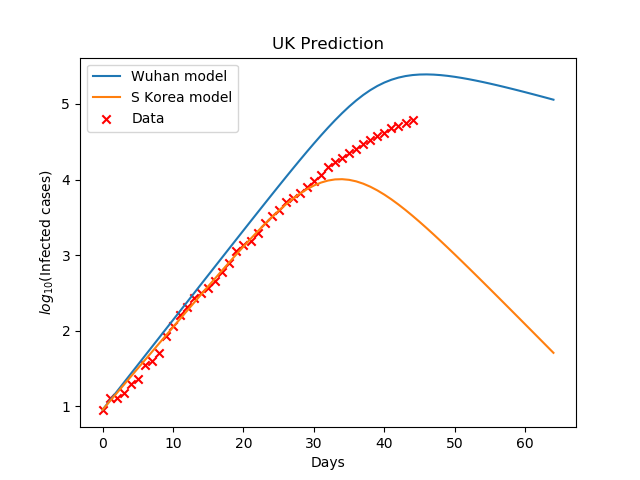 UK Prediction
Wuhan model
S Korea model
Data
log₁₀(Infected cases)
5
4
3
2
1
0 10 20 30 40 50 60
Days